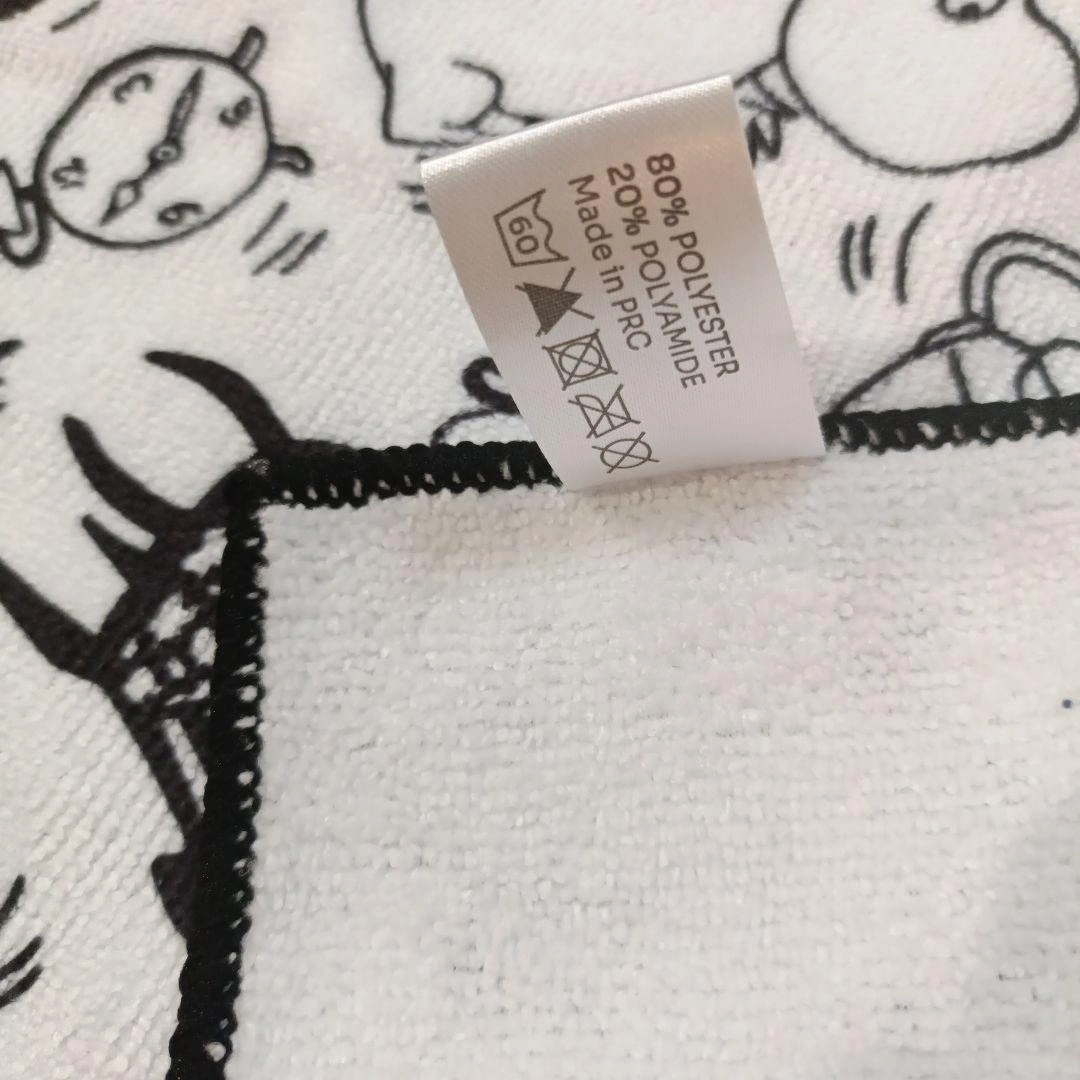 80% POLYESTER
20% POLYAMIDE
Made in PRC
60